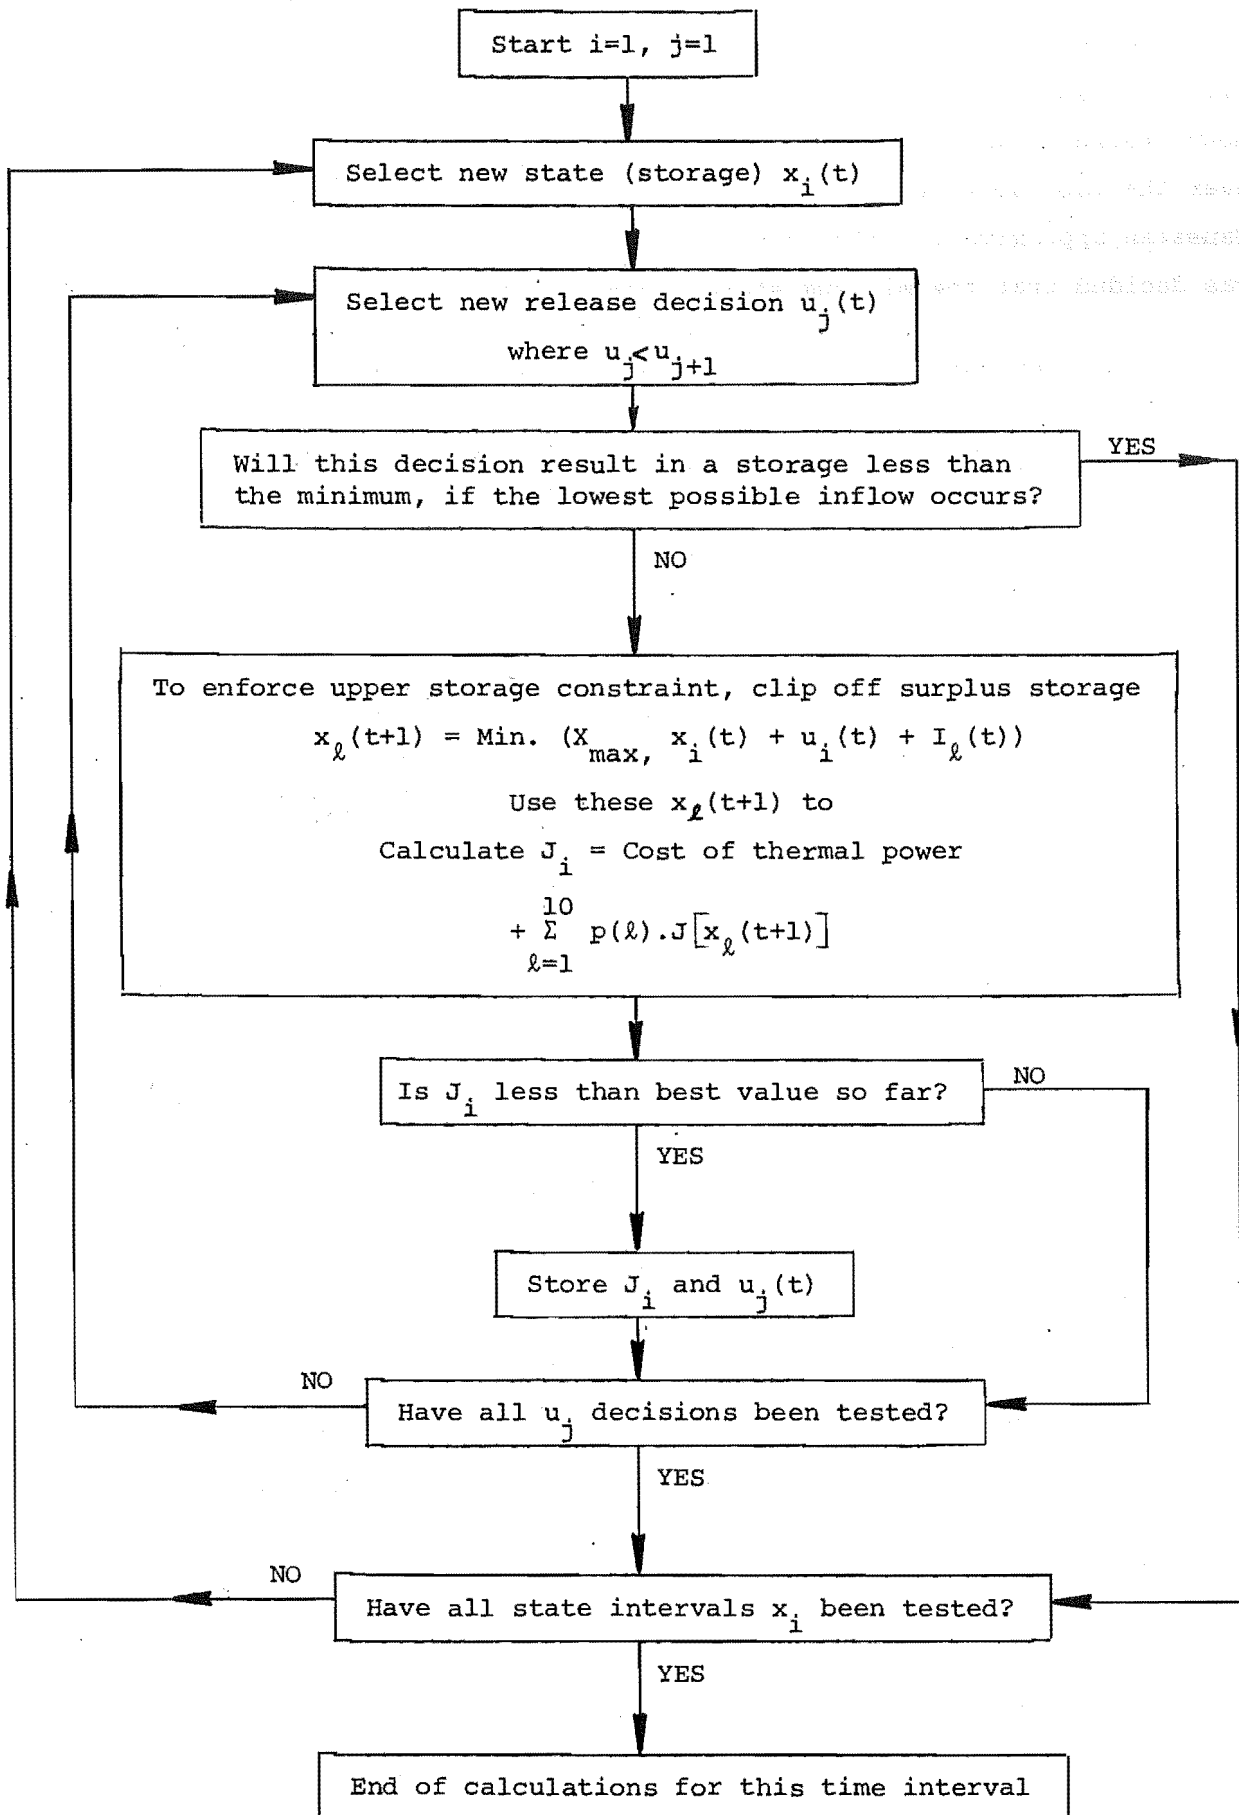 Start i=1, j=1
Select new state (storage) x_i(t)
Select new release decision u_j(t)
where u_j<u_{j+1}
Will this decision result in a storage less than
the minimum, if the lowest possible inflow occurs?
YES
NO
To enforce upper storage constraint, clip off surplus storage
x_ℓ(t+1) = Min. (X_max, x_i(t) + u_i(t) + I_ℓ(t))
Use these x_ℓ(t+1) to
Calculate J_i = Cost of thermal power
10
+ Σ p(ℓ).J[x_ℓ(t+1)]
ℓ=1
Is J_i less than best value so far?
NO
YES
Store J_i and u_j(t)
NO
Have all u_j decisions been tested?
YES
NO
Have all state intervals x_i been tested?
YES
End of calculations for this time interval